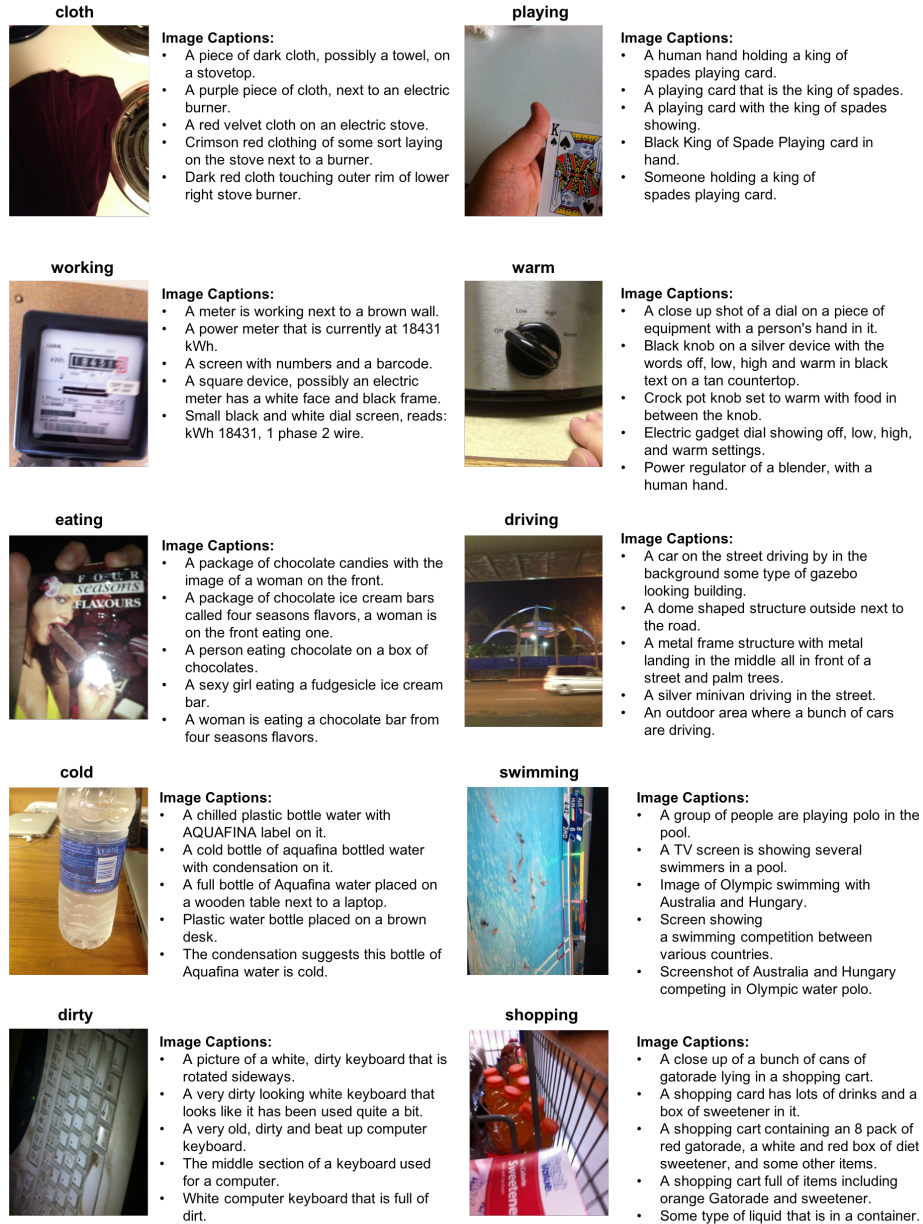 cloth
Image Captions:
• A piece of dark cloth, possibly a towel, on
a stovetop.
• A purple piece of cloth, next to an electric
burner.
• A red velvet cloth on an electric stove.
• Crimson red clothing of some sort laying
on the stove next to a burner.
• Dark red cloth touching outer rim of lower
right stove burner.
playing
K
Image Captions:
• A human hand holding a king of
spades playing card.
• A playing card that is the king of spades.
• A playing card with the king of spades
showing.
• Black King of Spade Playing card in
hand.
• Someone holding a king of
spades playing card.
working
kWh 18431
1 Phase 2 Wire
Image Captions:
• A meter is working next to a brown wall.
• A power meter that is currently at 18431
kWh.
• A screen with numbers and a barcode.
• A square device, possibly an electric
meter has a white face and black frame.
• Small black and white dial screen, reads:
kWh 18431, 1 phase 2 wire.
warm
Off Low High Warm
Image Captions:
• A close up shot of a dial on a piece of
equipment with a person's hand in it.
• Black knob on a silver device with the
words off, low, high and warm in black
text on a tan countertop.
• Crock pot knob set to warm with food in
between the knob.
• Electric gadget dial showing off, low, high,
and warm settings.
• Power regulator of a blender, with a
human hand.
eating
FOUR
seasons
FLAVOURS
Image Captions:
• A package of chocolate candies with the
image of a woman on the front.
• A package of chocolate ice cream bars
called four seasons flavors, a woman is
on the front eating one.
• A person eating chocolate on a box of
chocolates.
• A sexy girl eating a fudgesicle ice cream
bar.
• A woman is eating a chocolate bar from
four seasons flavors.
driving
Image Captions:
• A car on the street driving by in the
background some type of gazebo
looking building.
• A dome shaped structure outside next to
the road.
• A metal frame structure with metal
landing in the middle all in front of a
street and palm trees.
• A silver minivan driving in the street.
• An outdoor area where a bunch of cars
are driving.
cold
AQUAFINA
Image Captions:
• A chilled plastic bottle water with
AQUAFINA label on it.
• A cold bottle of aquafina bottled water
with condensation on it.
• A full bottle of Aquafina water placed on
a wooden table next to a laptop.
• Plastic water bottle placed on a brown
desk.
• The condensation suggests this bottle of
Aquafina water is cold.
swimming
AUS 8
HUN 6
Image Captions:
• A group of people are playing polo in the
pool.
• A TV screen is showing several
swimmers in a pool.
• Image of Olympic swimming with
Australia and Hungary.
• Screen showing
a swimming competition between
various countries.
• Screenshot of Australia and Hungary
competing in Olympic water polo.
dirty
Image Captions:
• A picture of a white, dirty keyboard that is
rotated sideways.
• A very dirty looking white keyboard that
looks like it has been used quite a bit.
• A very old, dirty and beat up computer
keyboard.
• The middle section of a keyboard used
for a computer.
• White computer keyboard that is full of
dirt.
shopping
Sweetener
Image Captions:
• A close up of a bunch of cans of
gatorade lying in a shopping cart.
• A shopping card has lots of drinks and a
box of sweetener in it.
• A shopping cart containing an 8 pack of
red gatorade, a white and red box of diet
sweetener, and some other items.
• A shopping cart full of items including
orange Gatorade and sweetener.
• Some type of liquid that is in a container.